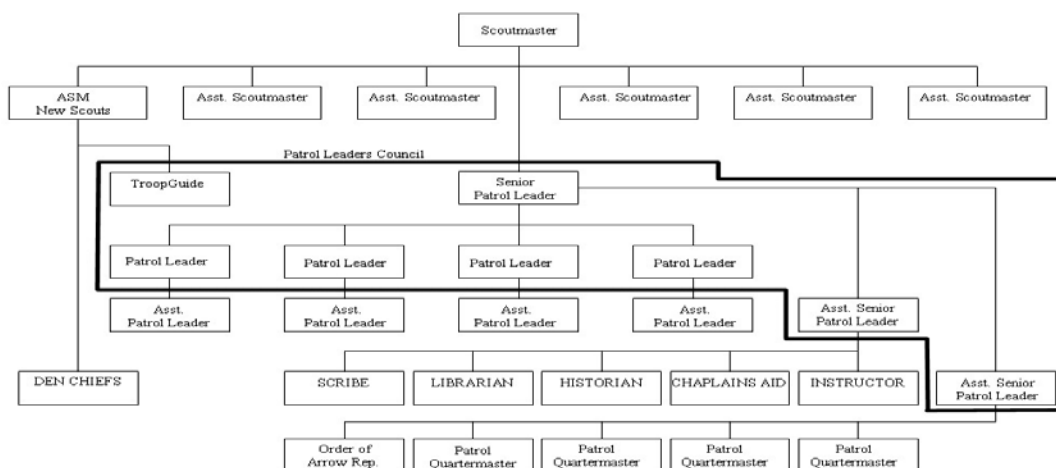 Scoutmaster
ASM
New Scouts
Asst. Scoutmaster
Asst. Scoutmaster
Asst. Scoutmaster
Asst. Scoutmaster
Asst. Scoutmaster
Patrol Leaders Council
TroopGuide
Senior
Patrol Leader
Patrol Leader
Patrol Leader
Patrol Leader
Patrol Leader
Asst.
Patrol Leader
Asst.
Patrol Leader
Asst.
Patrol Leader
Asst.
Patrol Leader
Asst. Senior
Patrol Leader
DEN CHIEFS
SCRIBE
LIBRARIAN
HISTORIAN
CHAPLAINS AID
INSTRUCTOR
Asst. Senior
Patrol Leader
Order of
Arrow Rep.
Patrol
Quartermaster
Patrol
Quartermaster
Patrol
Quartermaster
Patrol
Quartermaster